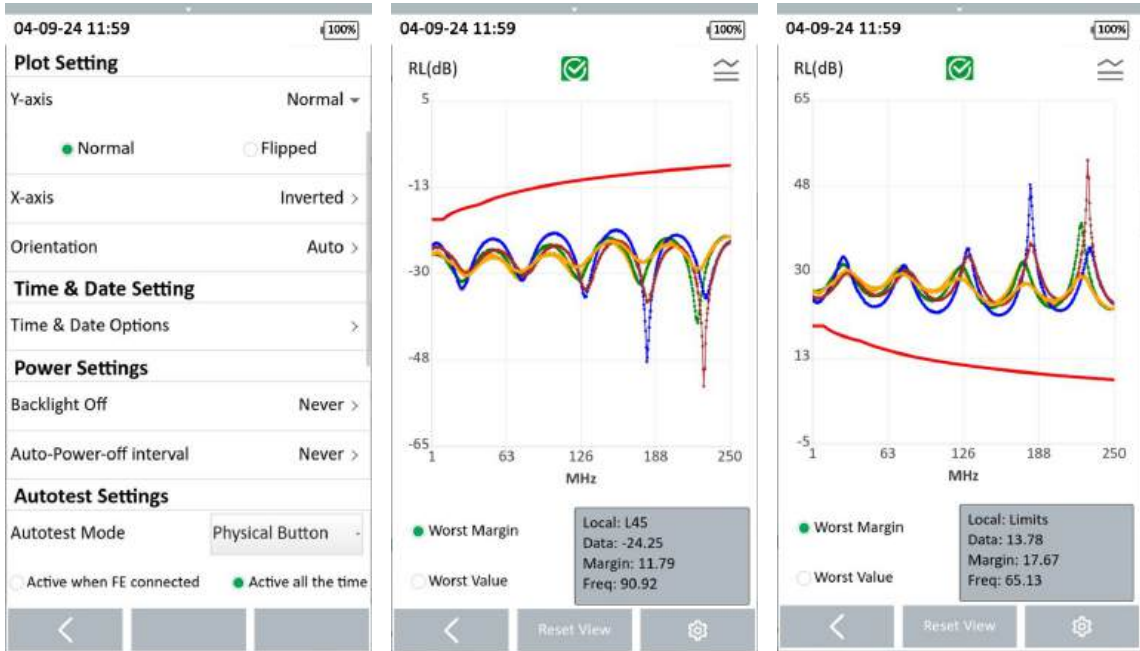 04-09-24 11:59
100%
Plot Setting
Y-axis Normal
Normal Flipped
X-axis Inverted >
Orientation Auto >
Time & Date Setting
Time & Date Options >
Power Settings
Backlight Off Never >
Auto-Power-off interval Never >
Autotest Settings
Autotest Mode Physical Button
Active when FE connected Active all the time
04-09-24 11:59
100%
RL(dB)
5
-13
-30
-48
-65
1 63 126 188 250
MHz
Worst Margin
Worst Value
Local: L45
Data: -24.25
Margin: 11.79
Freq: 90.92
Reset View
04-09-24 11:59
100%
RL(dB)
65
48
30
13
-5
1 63 126 188 250
MHz
Worst Margin
Worst Value
Local: Limits
Data: 13.78
Margin: 17.67
Freq: 65.13
Reset View